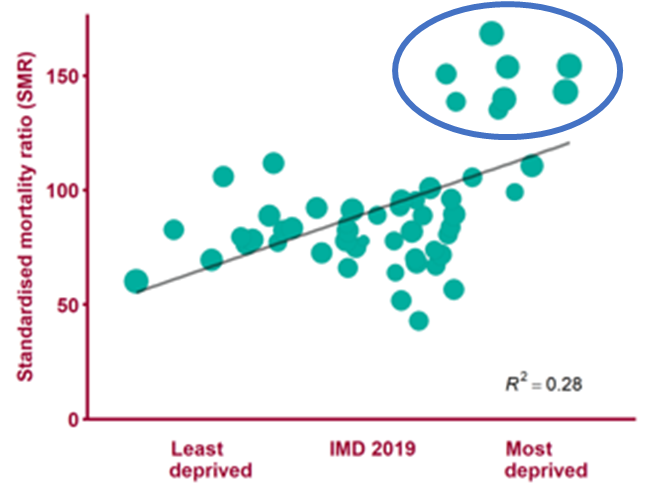 Standardised mortality ratio (SMR)
150
100
50
0
R² = 0.28
Least
deprived
IMD 2019
Most
deprived